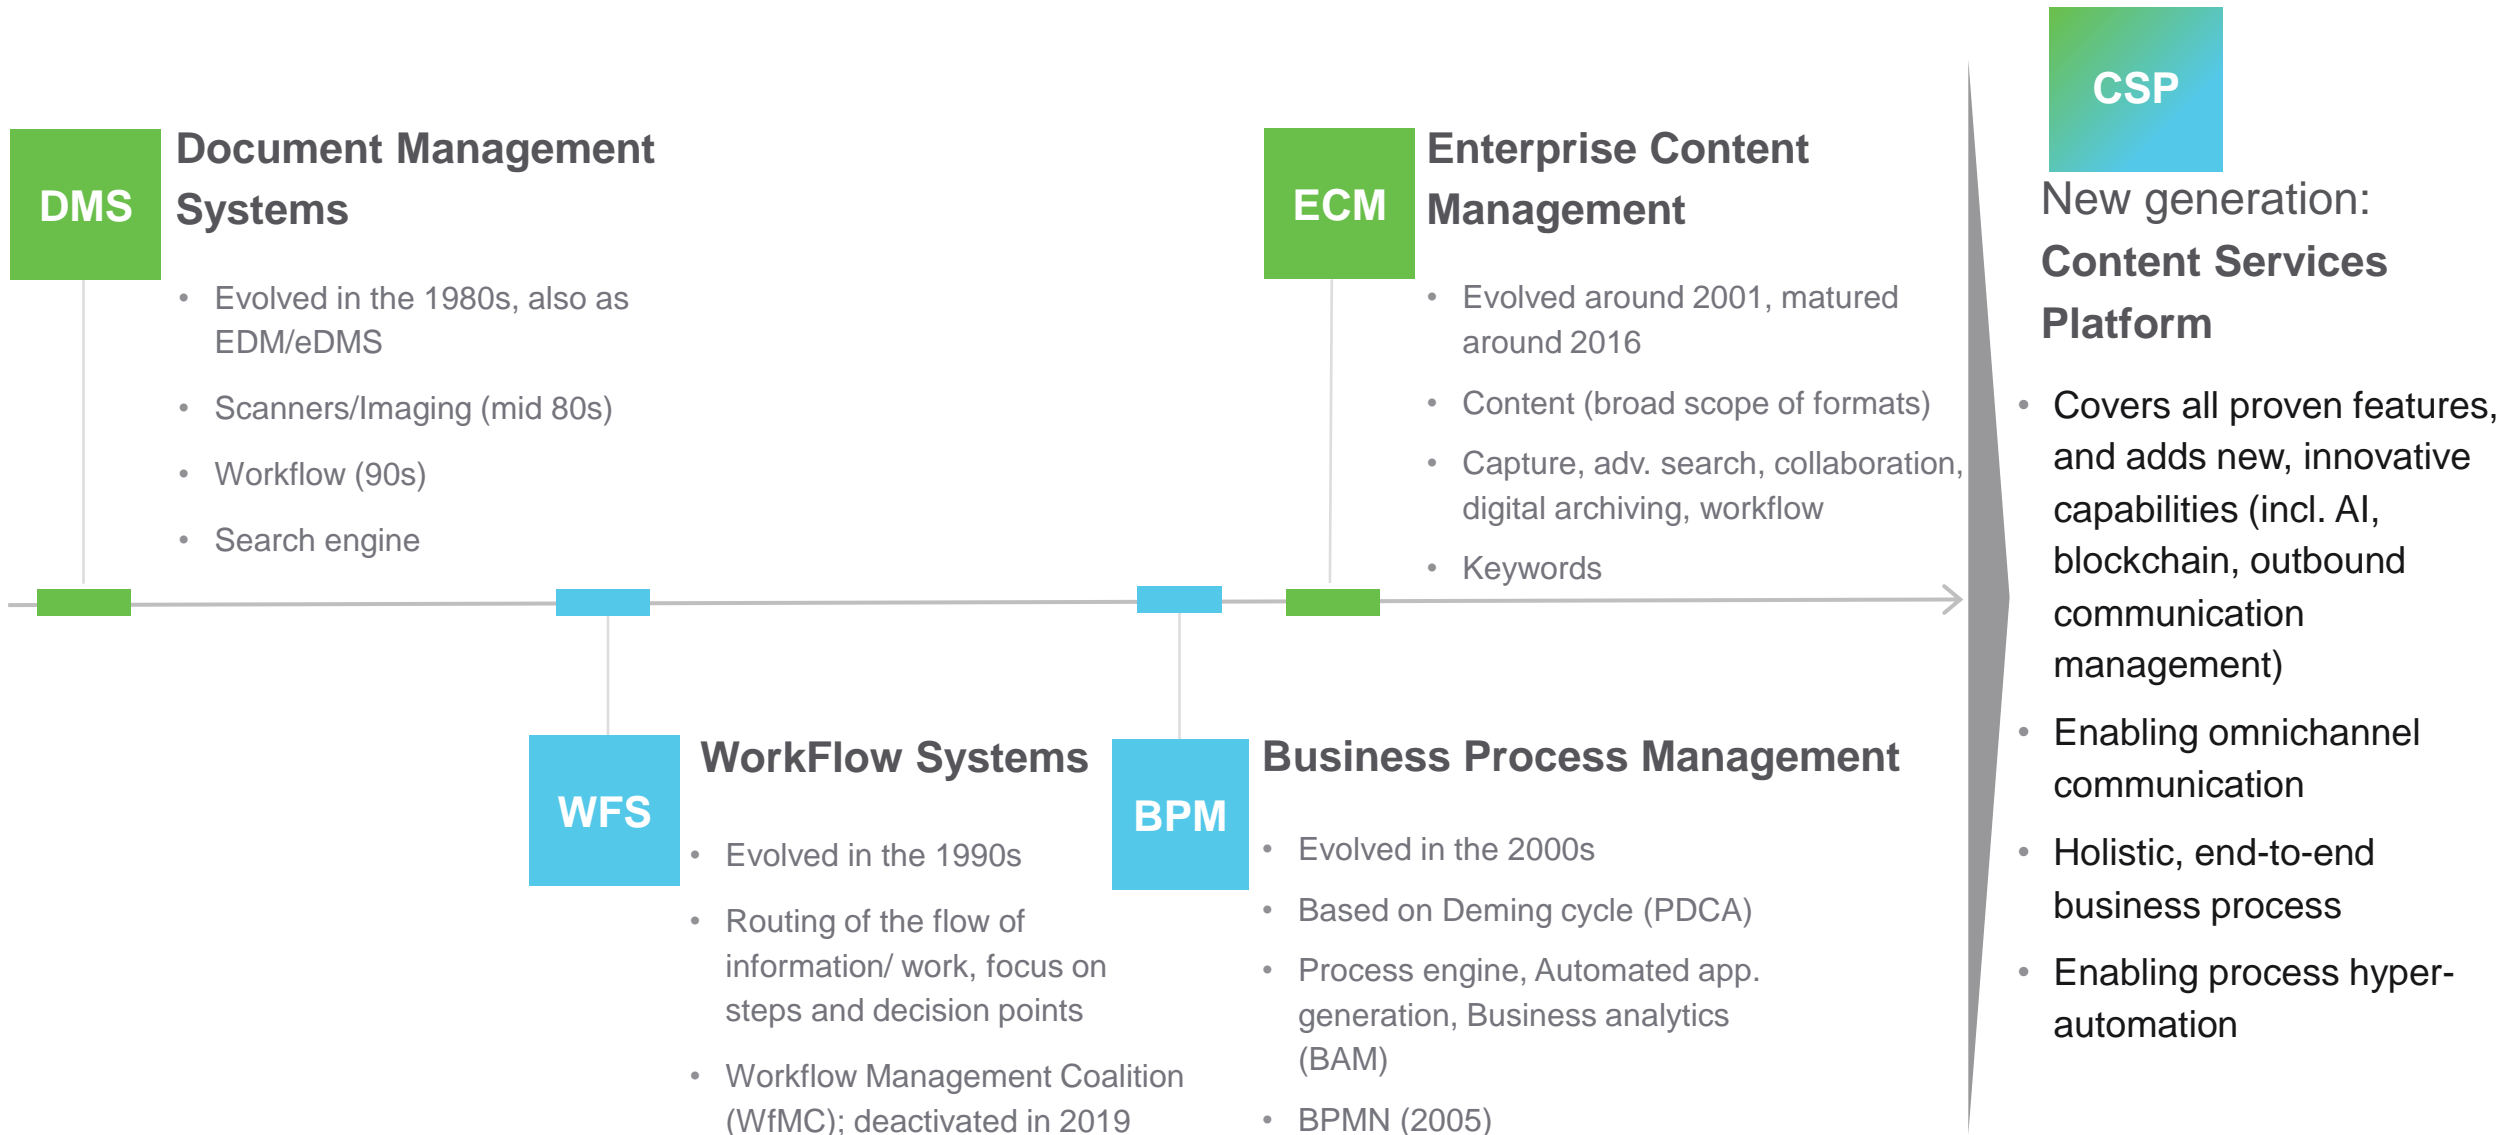 DMS
Document Management
Systems
• Evolved in the 1980s, also as
EDM/eDMS
• Scanners/Imaging (mid 80s)
• Workflow (90s)
• Search engine
WFS
WorkFlow Systems
• Evolved in the 1990s
• Routing of the flow of
information/ work, focus on
steps and decision points
• Workflow Management Coalition
(WfMC); deactivated in 2019
BPM
Business Process Management
• Evolved in the 2000s
• Based on Deming cycle (PDCA)
• Process engine, Automated app.
generation, Business analytics
(BAM)
• BPMN (2005)
ECM
Enterprise Content
Management
• Evolved around 2001, matured
around 2016
• Content (broad scope of formats)
• Capture, adv. search, collaboration,
digital archiving, workflow
• Keywords
CSP
New generation:
Content Services
Platform
• Covers all proven features,
and adds new, innovative
capabilities (incl. AI,
blockchain, outbound
communication
management)
• Enabling omnichannel
communication
• Holistic, end-to-end
business process
• Enabling process hyper-
automation